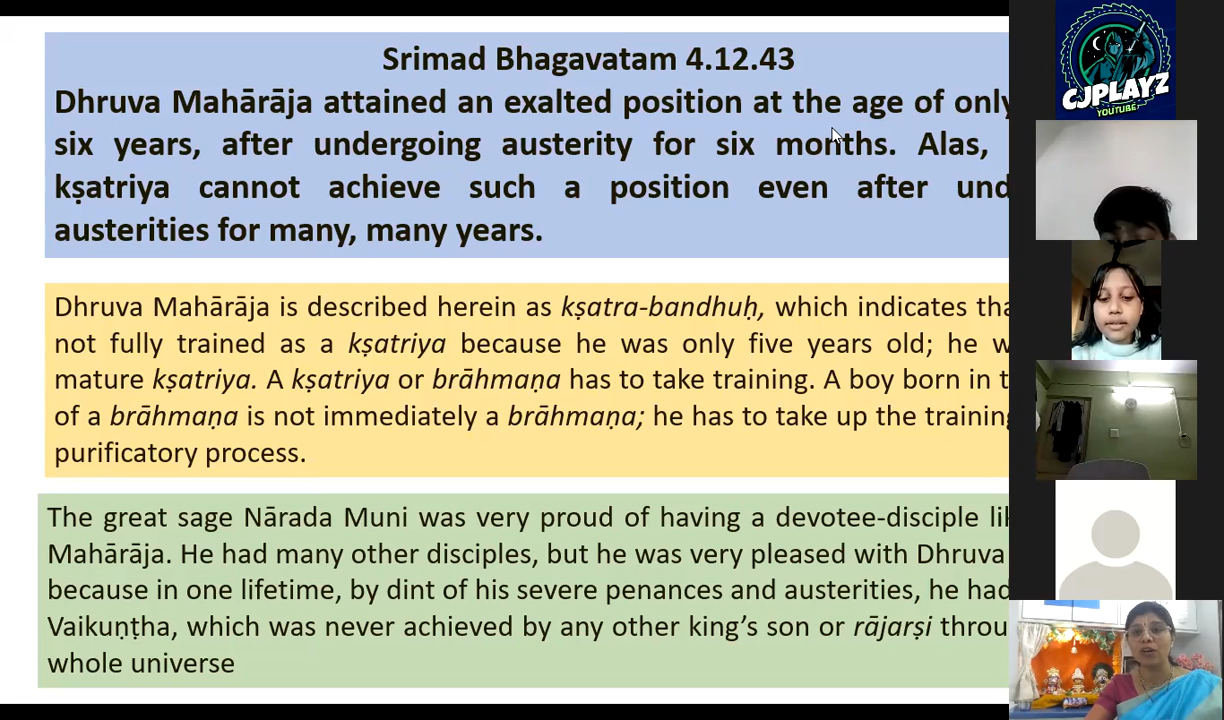 Srimad Bhagavatam 4.12.43
Dhruva Mahārāja attained an exalted position at the age of only
six years, after undergoing austerity for six months. Alas,
kṣatriya cannot achieve such a position even after
austerities for many, many years.
Dhruva Mahārāja is described herein as kṣatra-bandhuḥ, which indicates
not fully trained as a kṣatriya because he was only five years old; he
mature kṣatriya. A kṣatriya or brāhmaṇa has to take training. A boy born in
of a brāhmaṇa is not immediately a brāhmaṇa; he has to take up the training
purificatory process.
The great sage Nārada Muni was very proud of having a devotee-disciple
Mahārāja. He had many other disciples, but he was very pleased with Dhruva
because in one lifetime, by dint of his severe penances and austerities, he had
Vaikuṇṭha, which was never achieved by any other king's son or rājarṣi
whole universe
CJPLAYZ
YOUTUBE